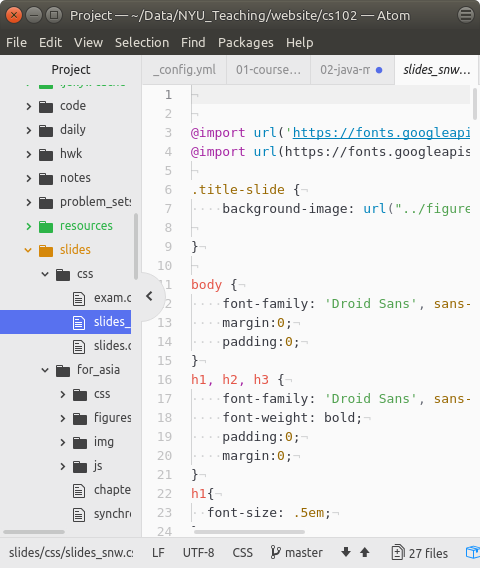 Project — ~/Data/NYU_Teaching/website/cs102 — Atom
File Edit View Selection Find Packages Help
Project
_config.yml 01-course… 02-java-m slides_snw…
code
daily
hwk
notes
problem_sets
resources
slides
css
exam.c
slides_
slides.c
for_asia
css
figures
img
js
chapte
synchro
1
2
3 @import url('https://fonts.googleapi
4 @import url(https://fonts.googleapis
5
6 .title-slide {
7 background-image: url("../figure
8
9 }
10
11 body {
12 font-family: 'Droid Sans', sans-
13 margin:0;
14 padding:0;
15 }
16 h1, h2, h3 {
17 font-family: 'Droid Sans', sans-
18 font-weight: bold;
19 padding:0;
20 margin:0;
21 }
22 h1{
23 font-size: .5em;
24
slides/css/slides_snw.cs LF UTF-8 CSS master 27 files